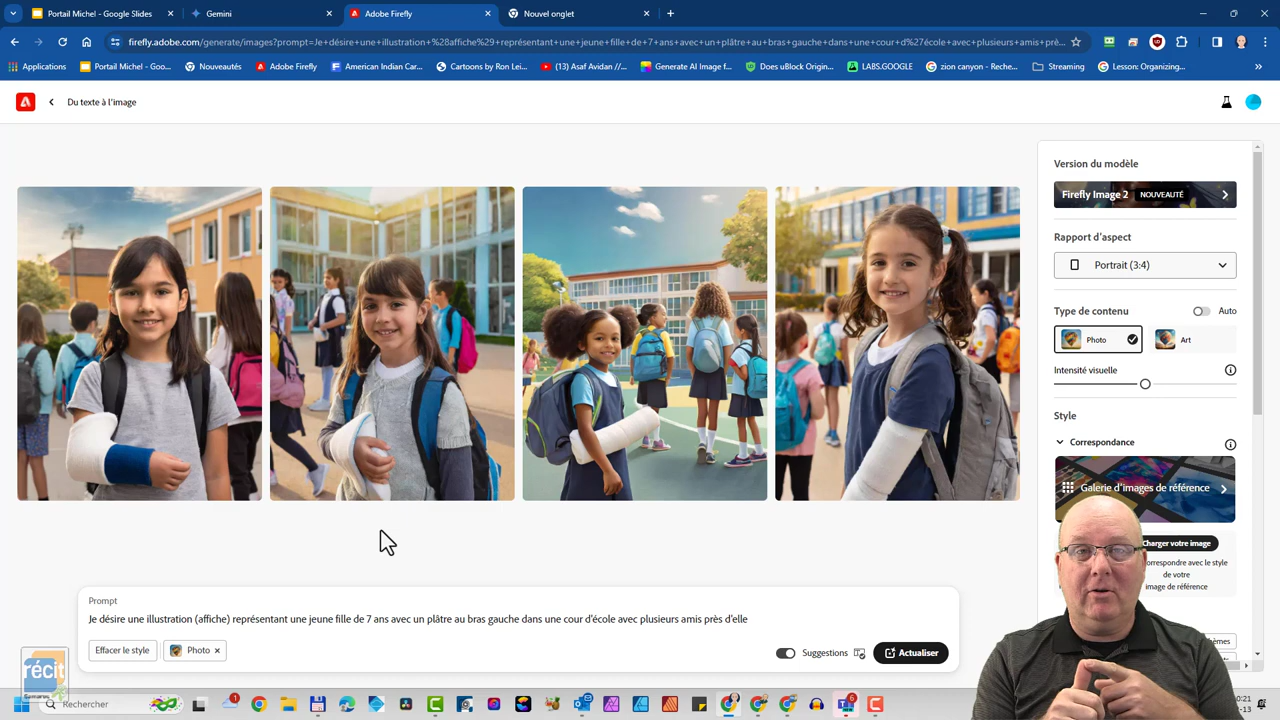 Portail Michel - Google Slides
Gemini
Adobe Firefly
Nouvel onglet
firefly.adobe.com/generate/images?prompt=Je+désire+une+illustration+%28affiche%29+représentant+une+jeune+fille+de+7ans+avec+un+plâtre+au+bras+gauche+dans+une+cour+d%27école+avec+plusieurs+amis+prè...
Applications
Portail Michel - Goo...
Nouveautés
Adobe Firefly
American Indian Car...
Cartoons by Ron Lei...
(13) Asaf Avidan //...
Generate AI Image f...
Does uBlock Origin...
LABS.GOOGLE
zion canyon - Reche...
Streaming
Lesson: Organizing...
Du texte à l'image
Version du modèle
Firefly Image 2 NOUVEAUTÉ
Rapport d'aspect
Portrait (3:4)
Type de contenu
Auto
Photo
Art
Intensité visuelle
Style
Correspondance
Galerie d'images de référence
Charger votre image
correspondre avec le style
de votre
image de référence
Prompt
Je désire une illustration (affiche) représentant une jeune fille de 7 ans avec un plâtre au bras gauche dans une cour d'école avec plusieurs amis près d'elle
Effacer le style
Photo
Suggestions
Actualiser
récit
Rechercher